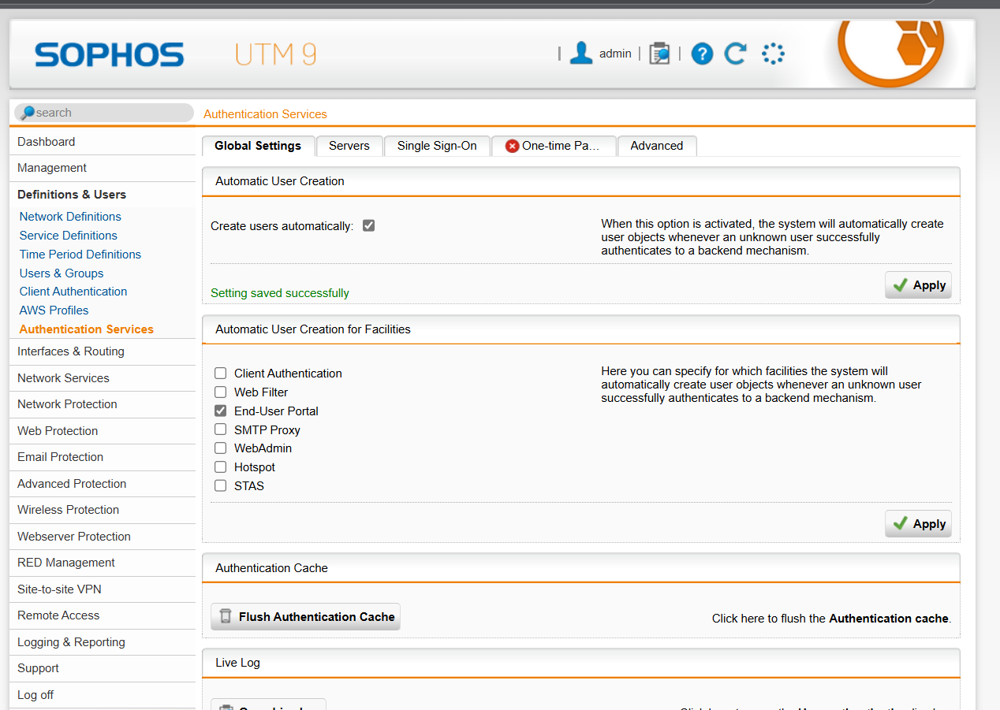 SOPHOS UTM 9 | admin | | ?
search
Authentication Services
Dashboard
Management
Definitions & Users
Network Definitions
Service Definitions
Time Period Definitions
Users & Groups
Client Authentication
AWS Profiles
Authentication Services
Interfaces & Routing
Network Services
Network Protection
Web Protection
Email Protection
Advanced Protection
Wireless Protection
Webserver Protection
RED Management
Site-to-site VPN
Remote Access
Logging & Reporting
Support
Log off
Global Settings Servers Single Sign-On One-time Pa... Advanced
Automatic User Creation
Create users automatically:
When this option is activated, the system will automatically create
user objects whenever an unknown user successfully
authenticates to a backend mechanism.
Setting saved successfully
Apply
Automatic User Creation for Facilities
Client Authentication
Web Filter
End-User Portal
SMTP Proxy
WebAdmin
Hotspot
STAS
Here you can specify for which facilities the system will
automatically create user objects whenever an unknown user
successfully authenticates to a backend mechanism.
Apply
Authentication Cache
Flush Authentication Cache
Click here to flush the Authentication cache.
Live Log